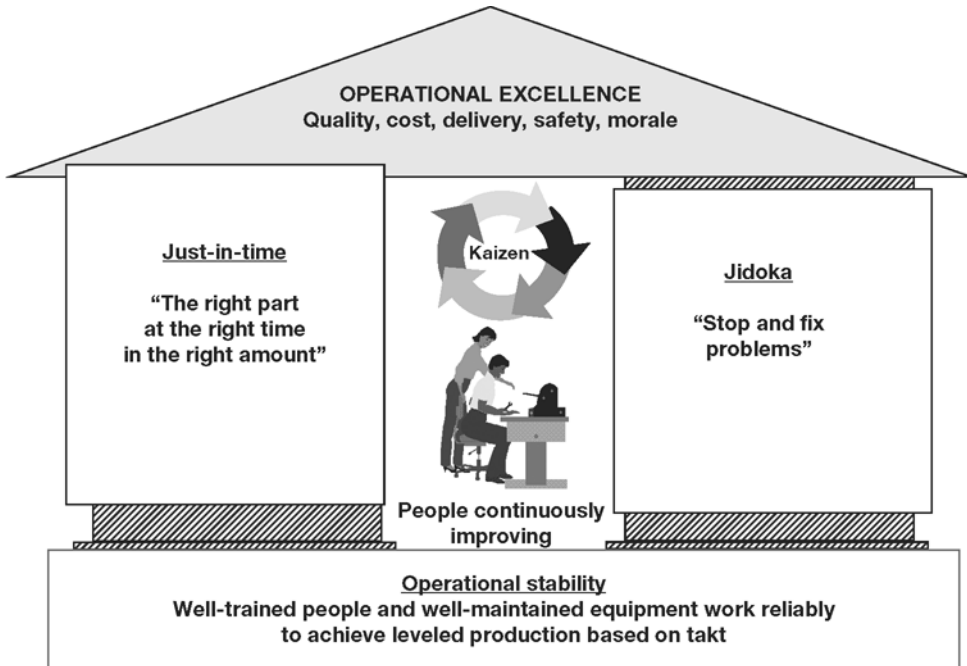 OPERATIONAL EXCELLENCE
Quality, cost, delivery, safety, morale
Just-in-time
“The right part
at the right time
in the right amount”
Kaizen
People continuously
improving
Jidoka
“Stop and fix
problems”
Operational stability
Well-trained people and well-maintained equipment work reliably
to achieve leveled production based on takt